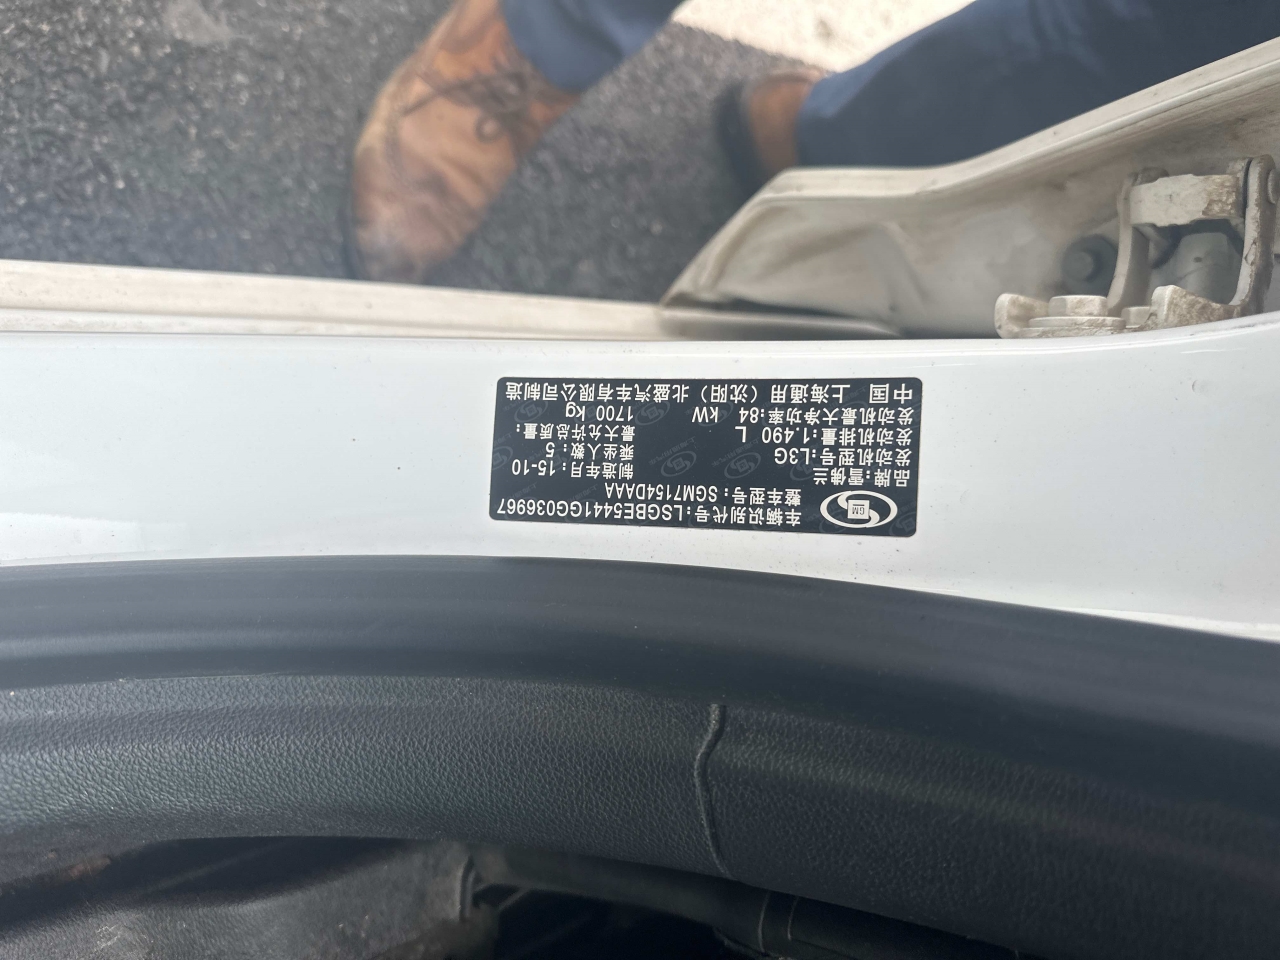 GM
车辆识别代号:LSGBE5441GG036967
整车型号:SGM7154DAAA
品牌:雪佛兰 制造年月:15-10
发动机型号:L3G 乘坐人数:5
发动机排量:1.490 L 最大允许总质量:
发动机最大净功率:84 kW 1700 kg
中国 上海通用(沈阳)北盛汽车有限公司制造